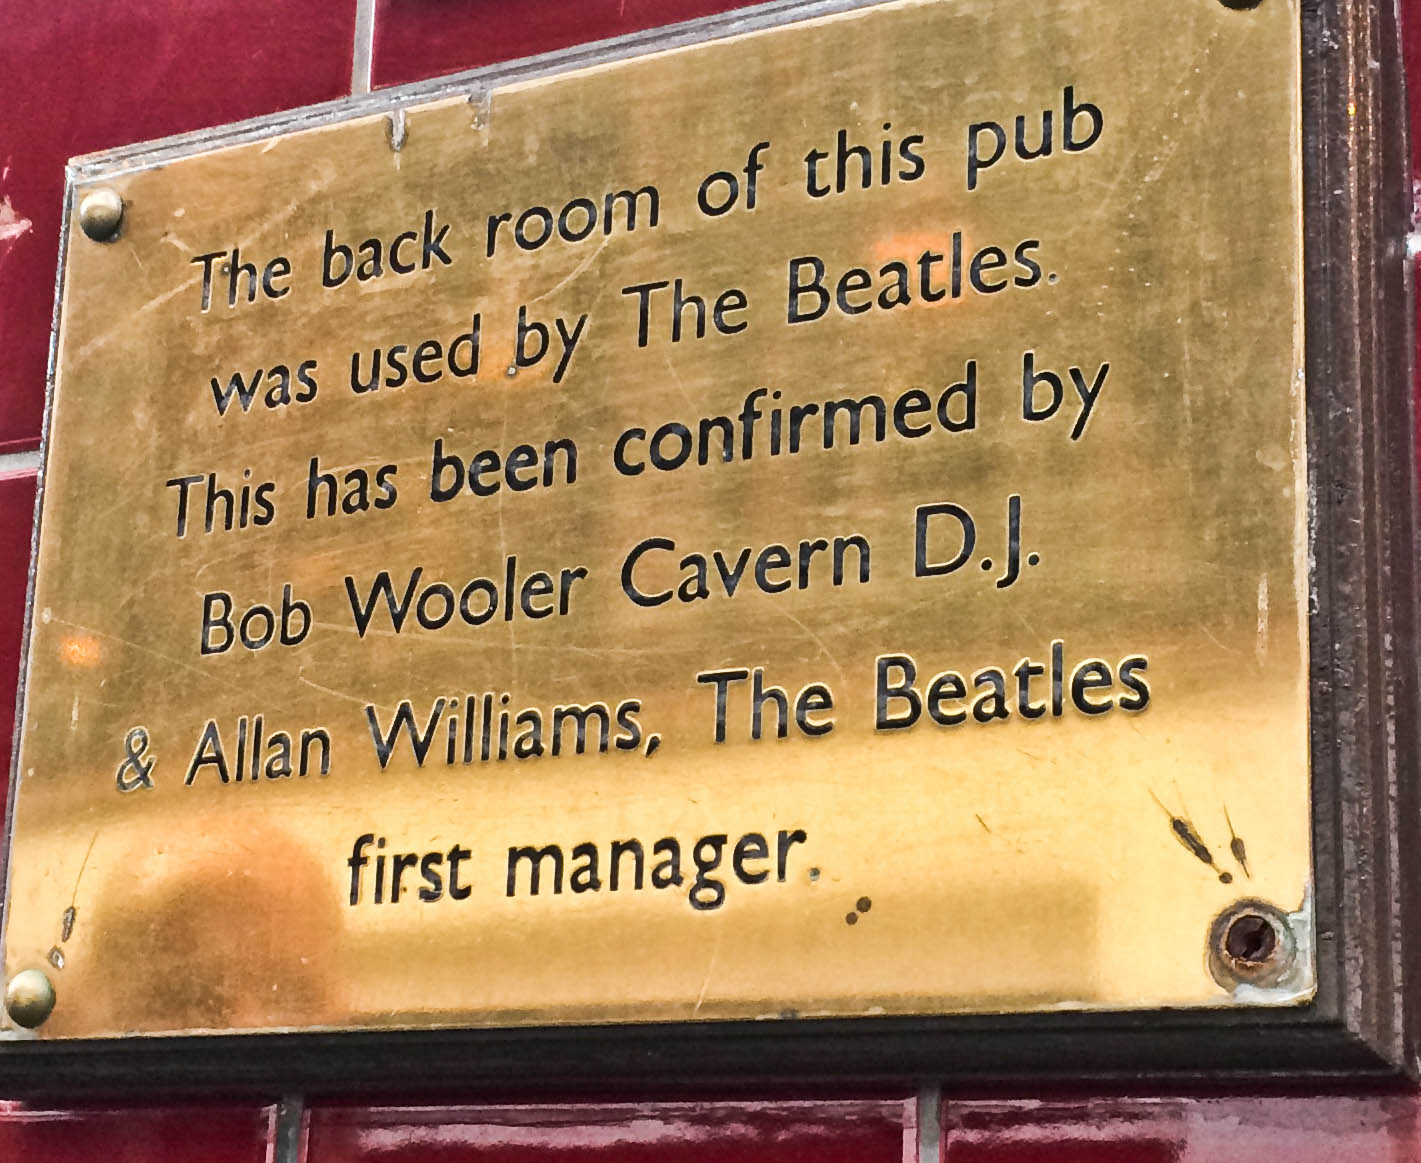 The back room of this pub
was used by The Beatles.
This has been confirmed by
Bob Wooler Cavern D.J.
& Allan Williams, The Beatles
first manager.